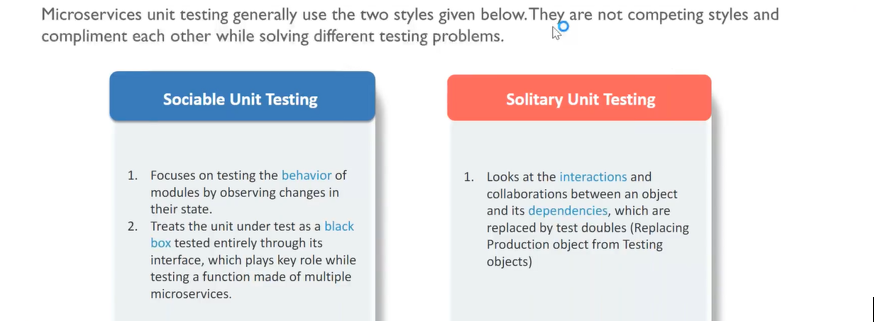 Microservices unit testing generally use the two styles given below. They are not competing styles and
compliment each other while solving different testing problems.
Sociable Unit Testing
1. Focuses on testing the behavior of
modules by observing changes in
their state.
2. Treats the unit under test as a black
box tested entirely through its
interface, which plays key role while
testing a function made of multiple
microservices.
Solitary Unit Testing
1. Looks at the interactions and
collaborations between an object
and its dependencies, which are
replaced by test doubles (Replacing
Production object from Testing
objects)